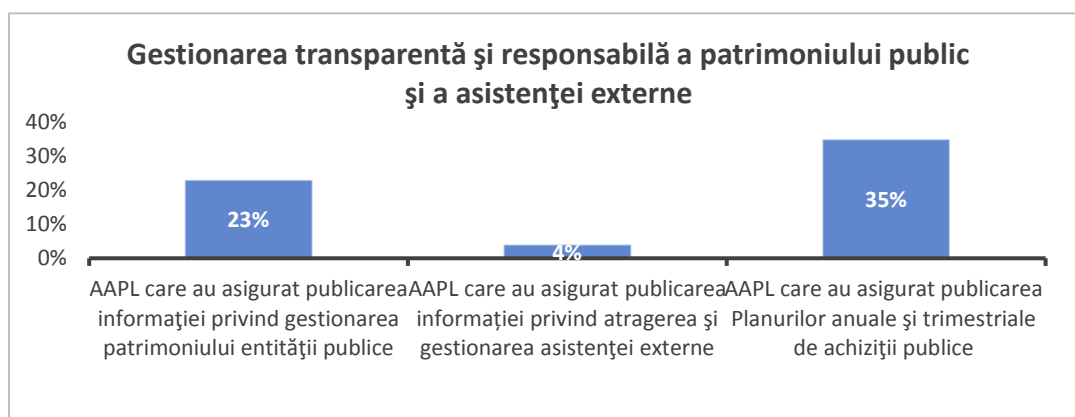 Gestionarea transparentă şi responsabilă a patrimoniului public
şi a asistenţei externe
40%
30%
20%
10%
0%
23%
4%
35%
AAPL care au asigurat publicarea
informaţiei privind gestionarea
patrimoniului entităţii publice
AAPL care au asigurat publicarea
informației privind atragerea şi
gestionarea asistenţei externe
AAPL care au asigurat publicarea
Planurilor anuale şi trimestriale
de achiziţii publice